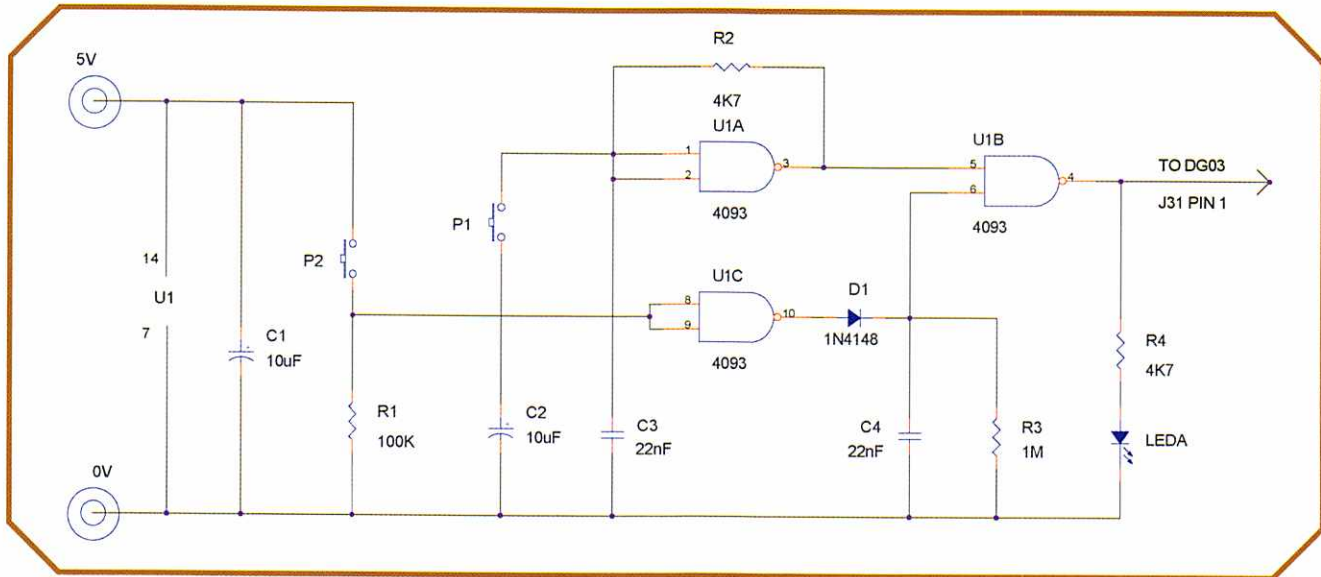 5V
0V
14
U1
7
C1
10uF
P2
R1
100K
P1
C2
10uF
R2
4K7
U1A
1
2
3
4093
U1C
8
9
10
4093
C3
22nF
D1
1N4148
C4
22nF
R3
1M
U1B
5
6
4
4093
TO DG03
J31 PIN 1
R4
4K7
LEDA